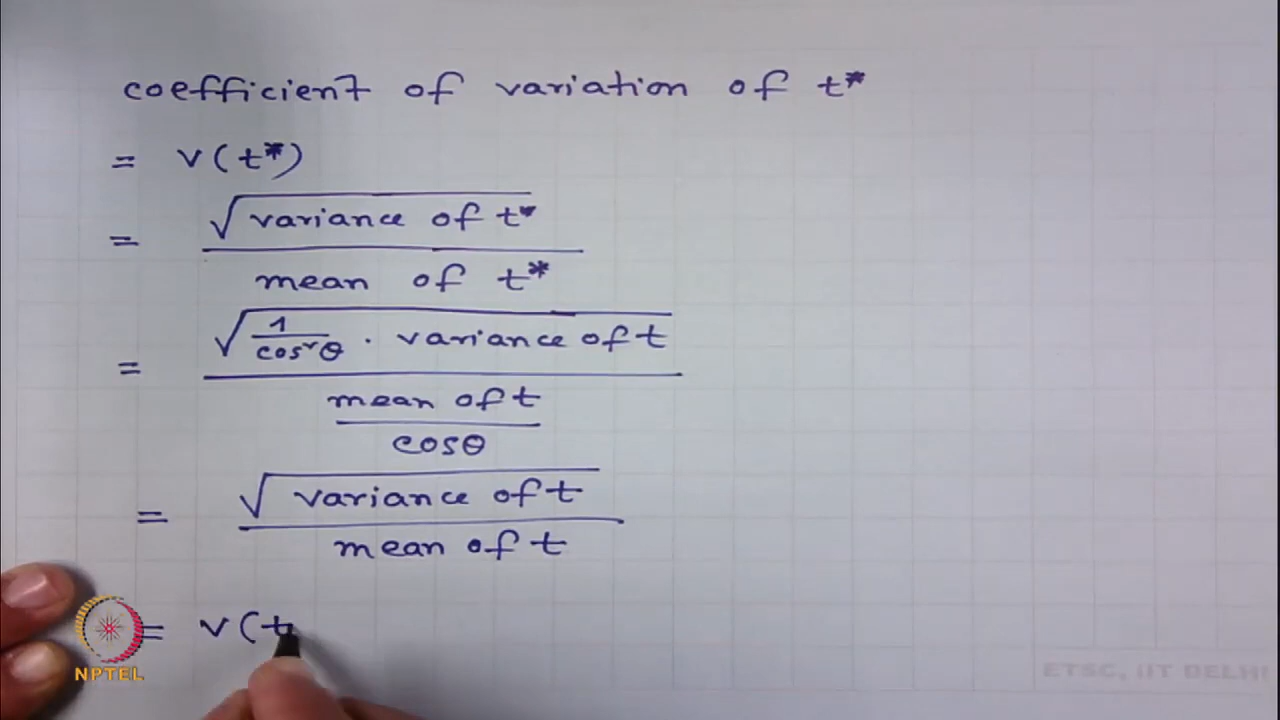 coefficient of variation of t*
= v(t*)
= √variance of t*
mean of t*
= √1/cos²θ · variance of t
mean of t
cosθ
= √variance of t
mean of t
= v(t
NPTEL
ETSC, IIT DELHI